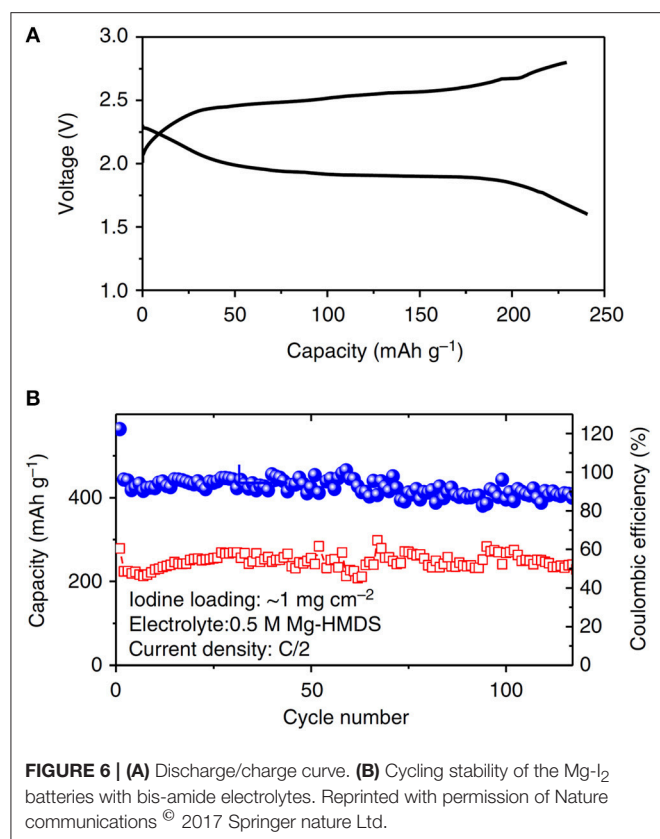 A
3.0
2.5
2.0
1.5
1.0
Voltage (V)
0 50 100 150 200 250
Capacity (mAh g⁻¹)
B
400
200
0
Capacity (mAh g⁻¹)
120
100
80
60
40
20
0
Coulombic efficiency (%)
Iodine loading: ~1 mg cm⁻²
Electrolyte:0.5 M Mg-HMDS
Current density: C/2
0 50 100
Cycle number
FIGURE 6 | (A) Discharge/charge curve. (B) Cycling stability of the Mg-I₂
batteries with bis-amide electrolytes. Reprinted with permission of Nature
communications © 2017 Springer nature Ltd.